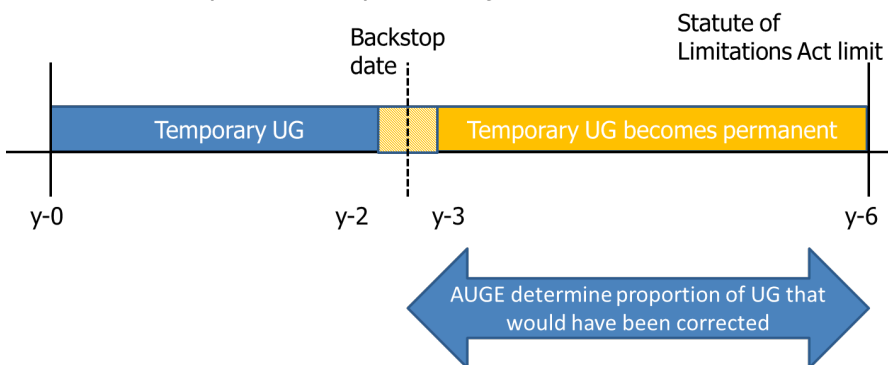 Backstop
date
Statute of
Limitations Act limit
Temporary UG
Temporary UG becomes permanent
y-0
y-2
y-3
y-6
AUGE determine proportion of UG that
would have been corrected